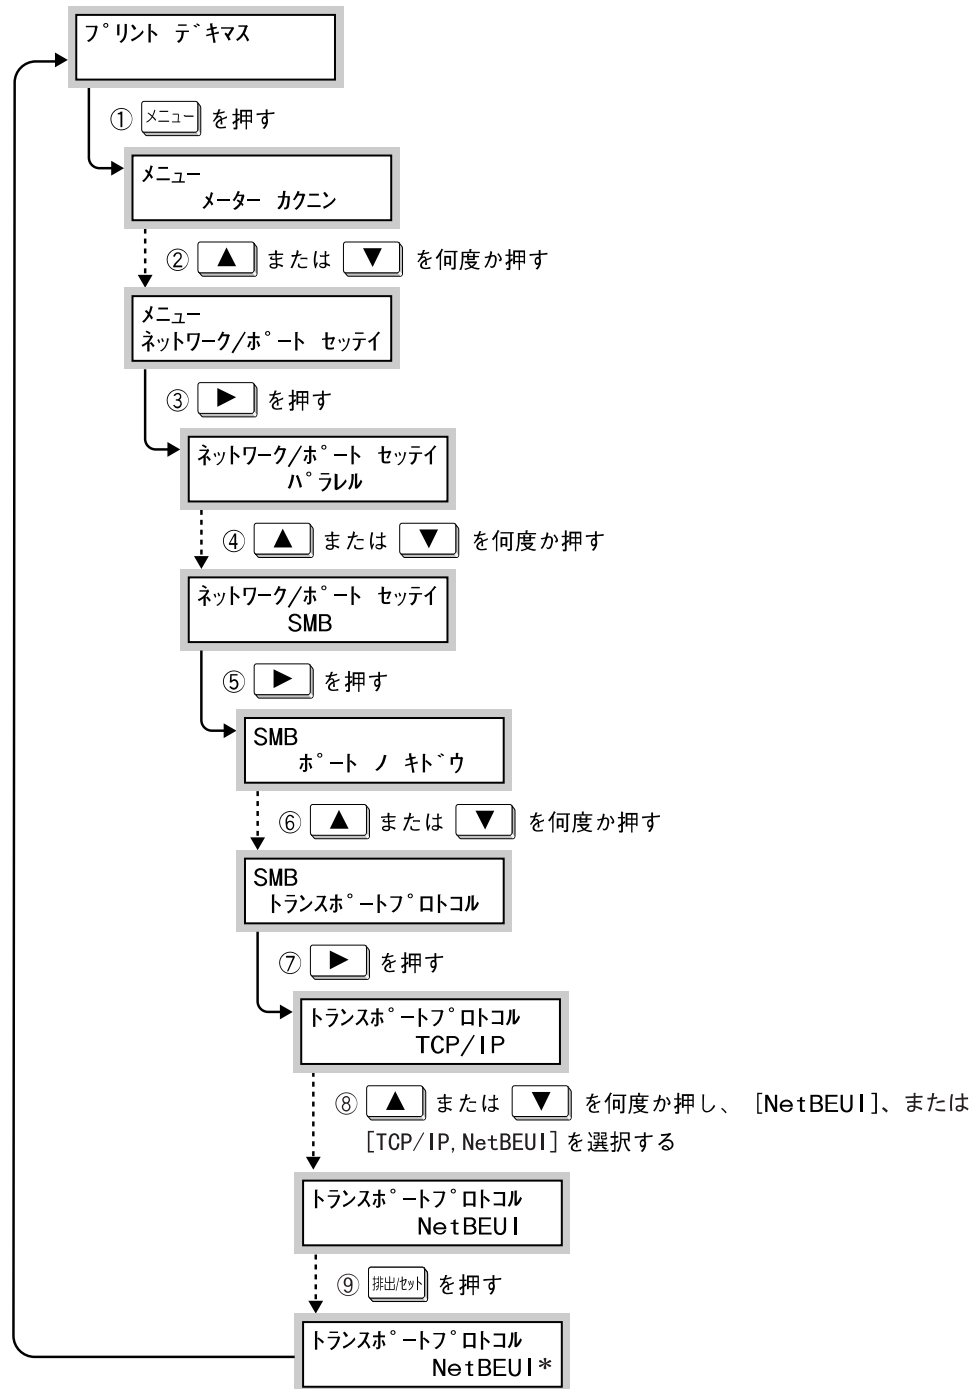 プリント デキマス
① メニュー を押す
メニュー
メーター カクニン
② ▲ または ▼ を何度か押す
メニュー
ネットワーク/ポート セッテイ
③ ▶ を押す
ネットワーク/ポート セッテイ
パラレル
④ ▲ または ▼ を何度か押す
ネットワーク/ポート セッテイ
SMB
⑤ ▶ を押す
SMB
ポート ノ キドウ
⑥ ▲ または ▼ を何度か押す
SMB
トランスポートプロトコル
⑦ ▶ を押す
トランスポートプロトコル
TCP/IP
⑧ ▲ または ▼ を何度か押し、 [NetBEUI]、または
[TCP/IP, NetBEUI] を選択する
トランスポートプロトコル
NetBEUI
⑨ 排出/セット を押す
トランスポートプロトコル
NetBEUI*